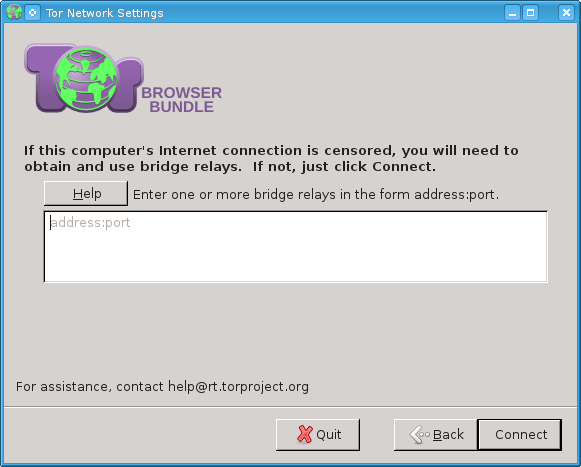 Tor Network Settings
Tor
BROWSER
BUNDLE
If this computer's Internet connection is censored, you will need to
obtain and use bridge relays.  If not, just click Connect.
Help
Enter one or more bridge relays in the form address:port.
address:port
For assistance, contact help@rt.torproject.org
Quit
Back
Connect